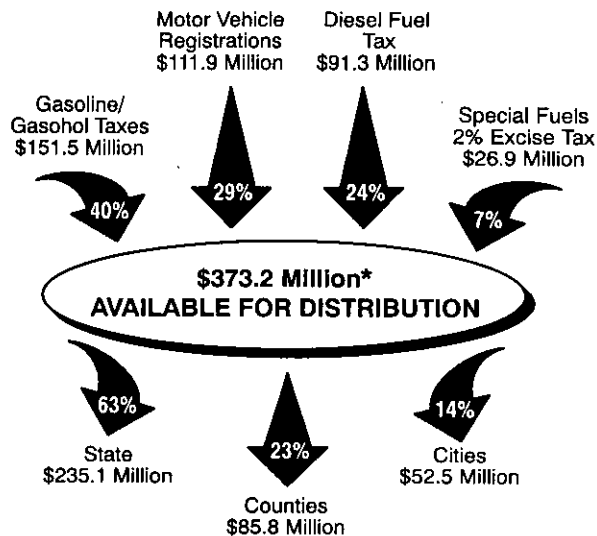 Motor Vehicle
Registrations
$111.9 Million
Diesel Fuel
Tax
$91.3 Million
Gasoline/
Gasohol Taxes
$151.5 Million
Special Fuels
2% Excise Tax
$26.9 Million
40%
29%
24%
7%
$373.2 Million*
AVAILABLE FOR DISTRIBUTION
63%
State
$235.1 Million
23%
Counties
$85.8 Million
14%
Cities
$52.5 Million